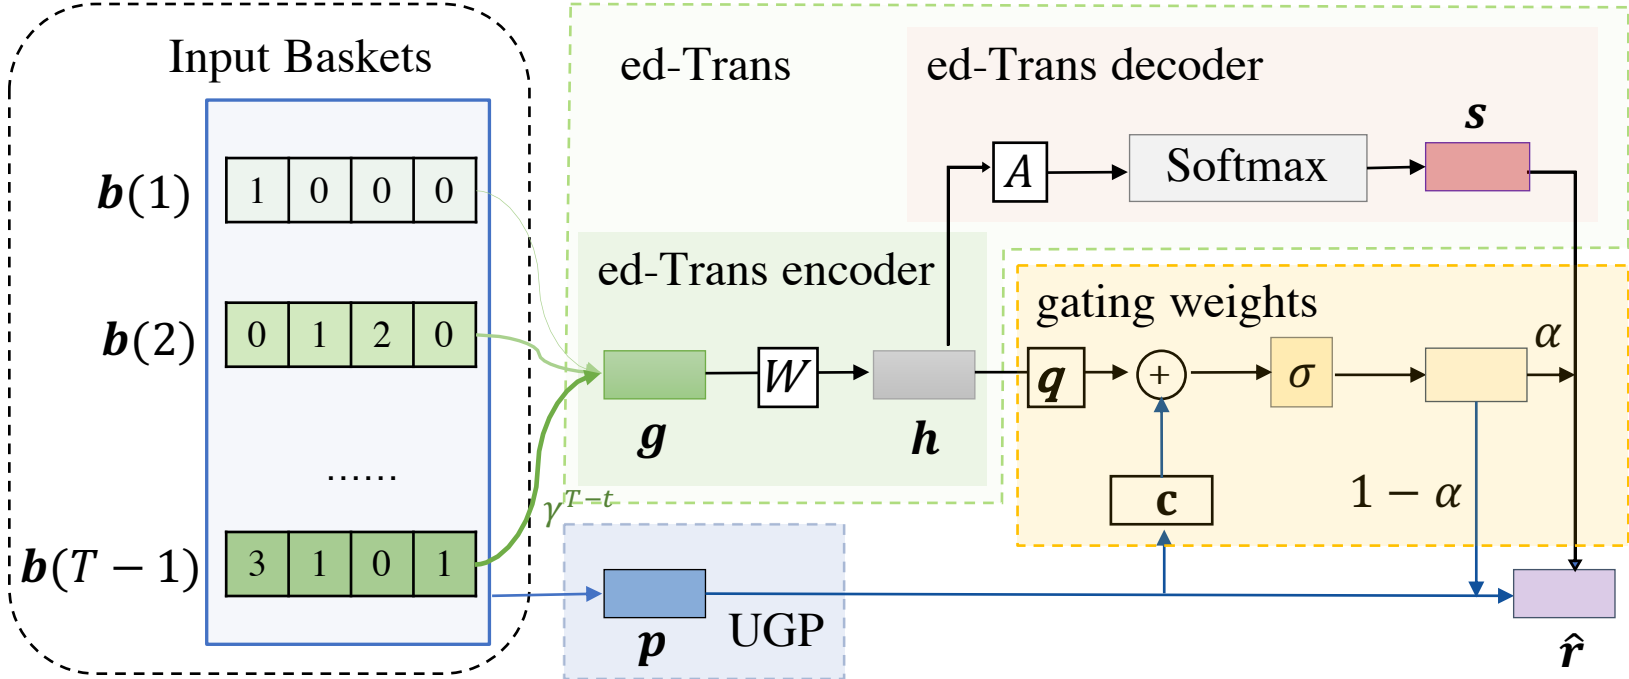 Input Baskets
b(1)
1 0 0 0
b(2)
0 1 2 0
......
b(T − 1)
3 1 0 1
γ^{T−t}
ed-Trans
ed-Trans decoder
A
Softmax
s
ed-Trans encoder
g
W
h
gating weights
q
+
σ
α
c
1 − α
p
UGP
r̂